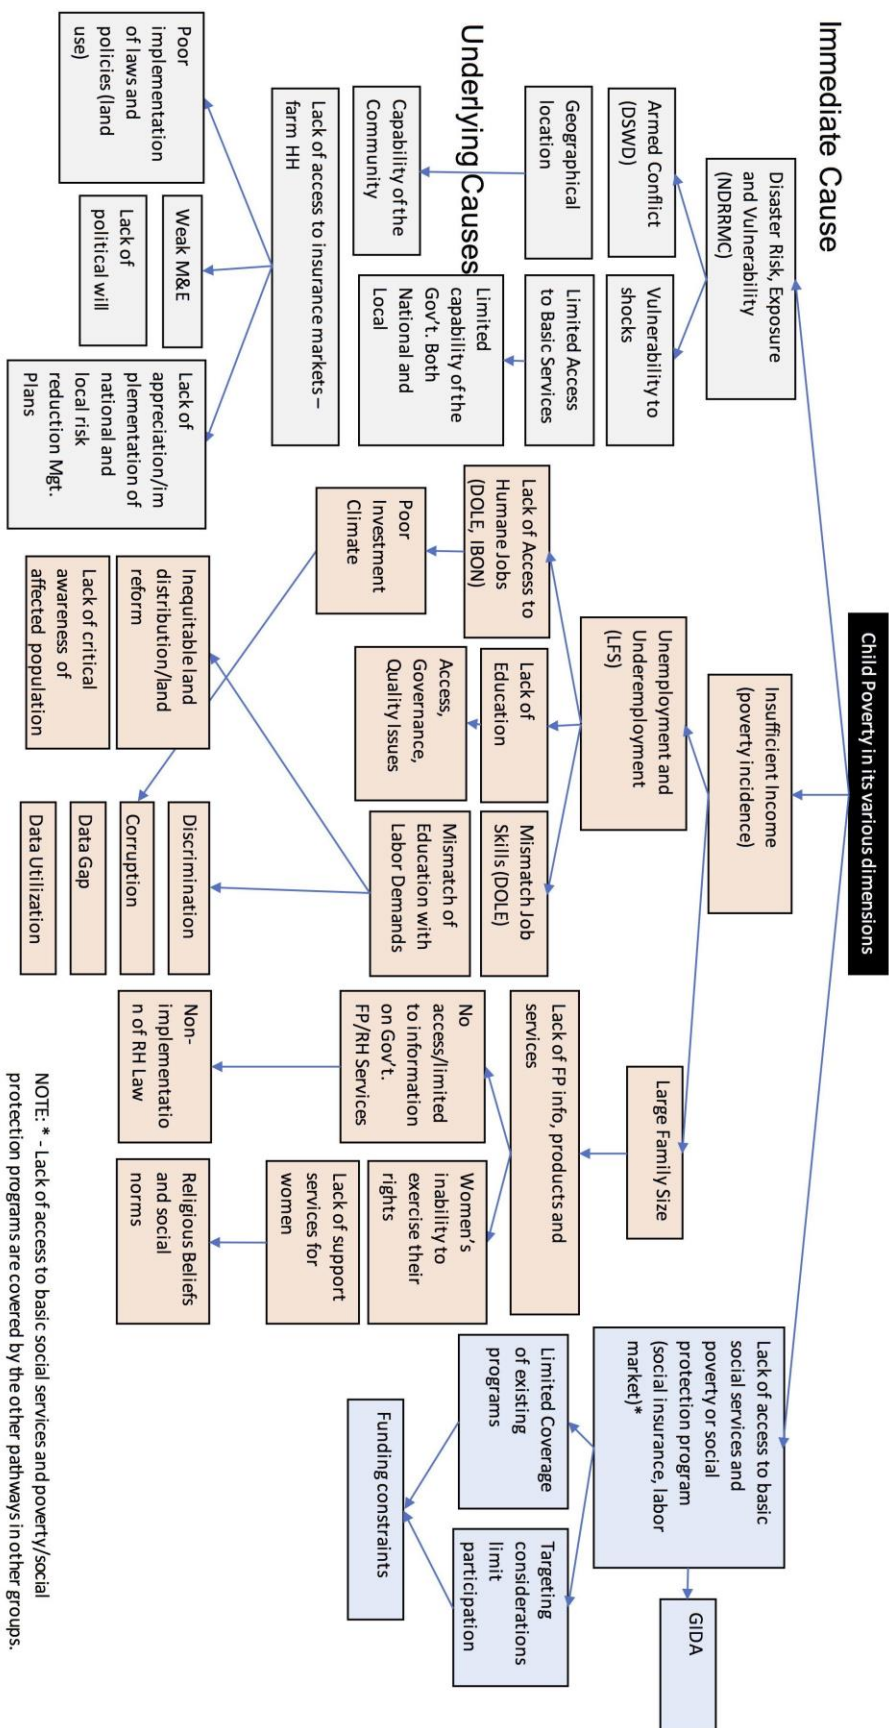 Child Poverty in its various dimensions
Immediate Cause
Disaster Risk, Exposure
and Vulnerability
(NDRRMC)
Insufficient Income
(poverty incidence)
Lack of access to basic
social services and
poverty or social
protection program
(social insurance, labor
market)*
GIDA
Armed Conflict
(DSWD)
Vulnerability to
shocks
Unemployment and
Underemployment
(LFS)
Large Family Size
Geographical
location
Limited Access
to Basic Services
Lack of Access to
Humane Jobs
(DOLE, IBON)
Lack of
Education
Mismatch Job
Skills (DOLE)
Lack of FP info, products and
services
Limited Coverage
of existing
programs
Targeting
considerations
limit
participation
Underlying Causes
Capability of the
Community
Limited
capability of the
Gov't. Both
National and
Local
Poor
Investment
Climate
Access,
Governance,
Quality Issues
Mismatch of
Education with
Labor Demands
No
access/limited
to information
on Gov't.
FP/RH Services
Women's
inability to
exercise their
rights
Funding constraints
Lack of access to insurance markets –
farm HH
Lack of support
services for
women
Poor
implementation
of laws and
policies (land
use)
Weak M&E
Lack of
political will
Lack of
appreciation/im
plementation of
national and
local risk
reduction Mgt.
Plans
Inequitable land
distribution/land
reform
Lack of critical
awareness of
affected population
Discrimination
Corruption
Data Gap
Data Utilization
Non-
implementatio
n of RH Law
Religious Beliefs
and social
norms
NOTE: * - Lack of access to basic social services and poverty/social
protection programs are covered by the other pathways in other groups.